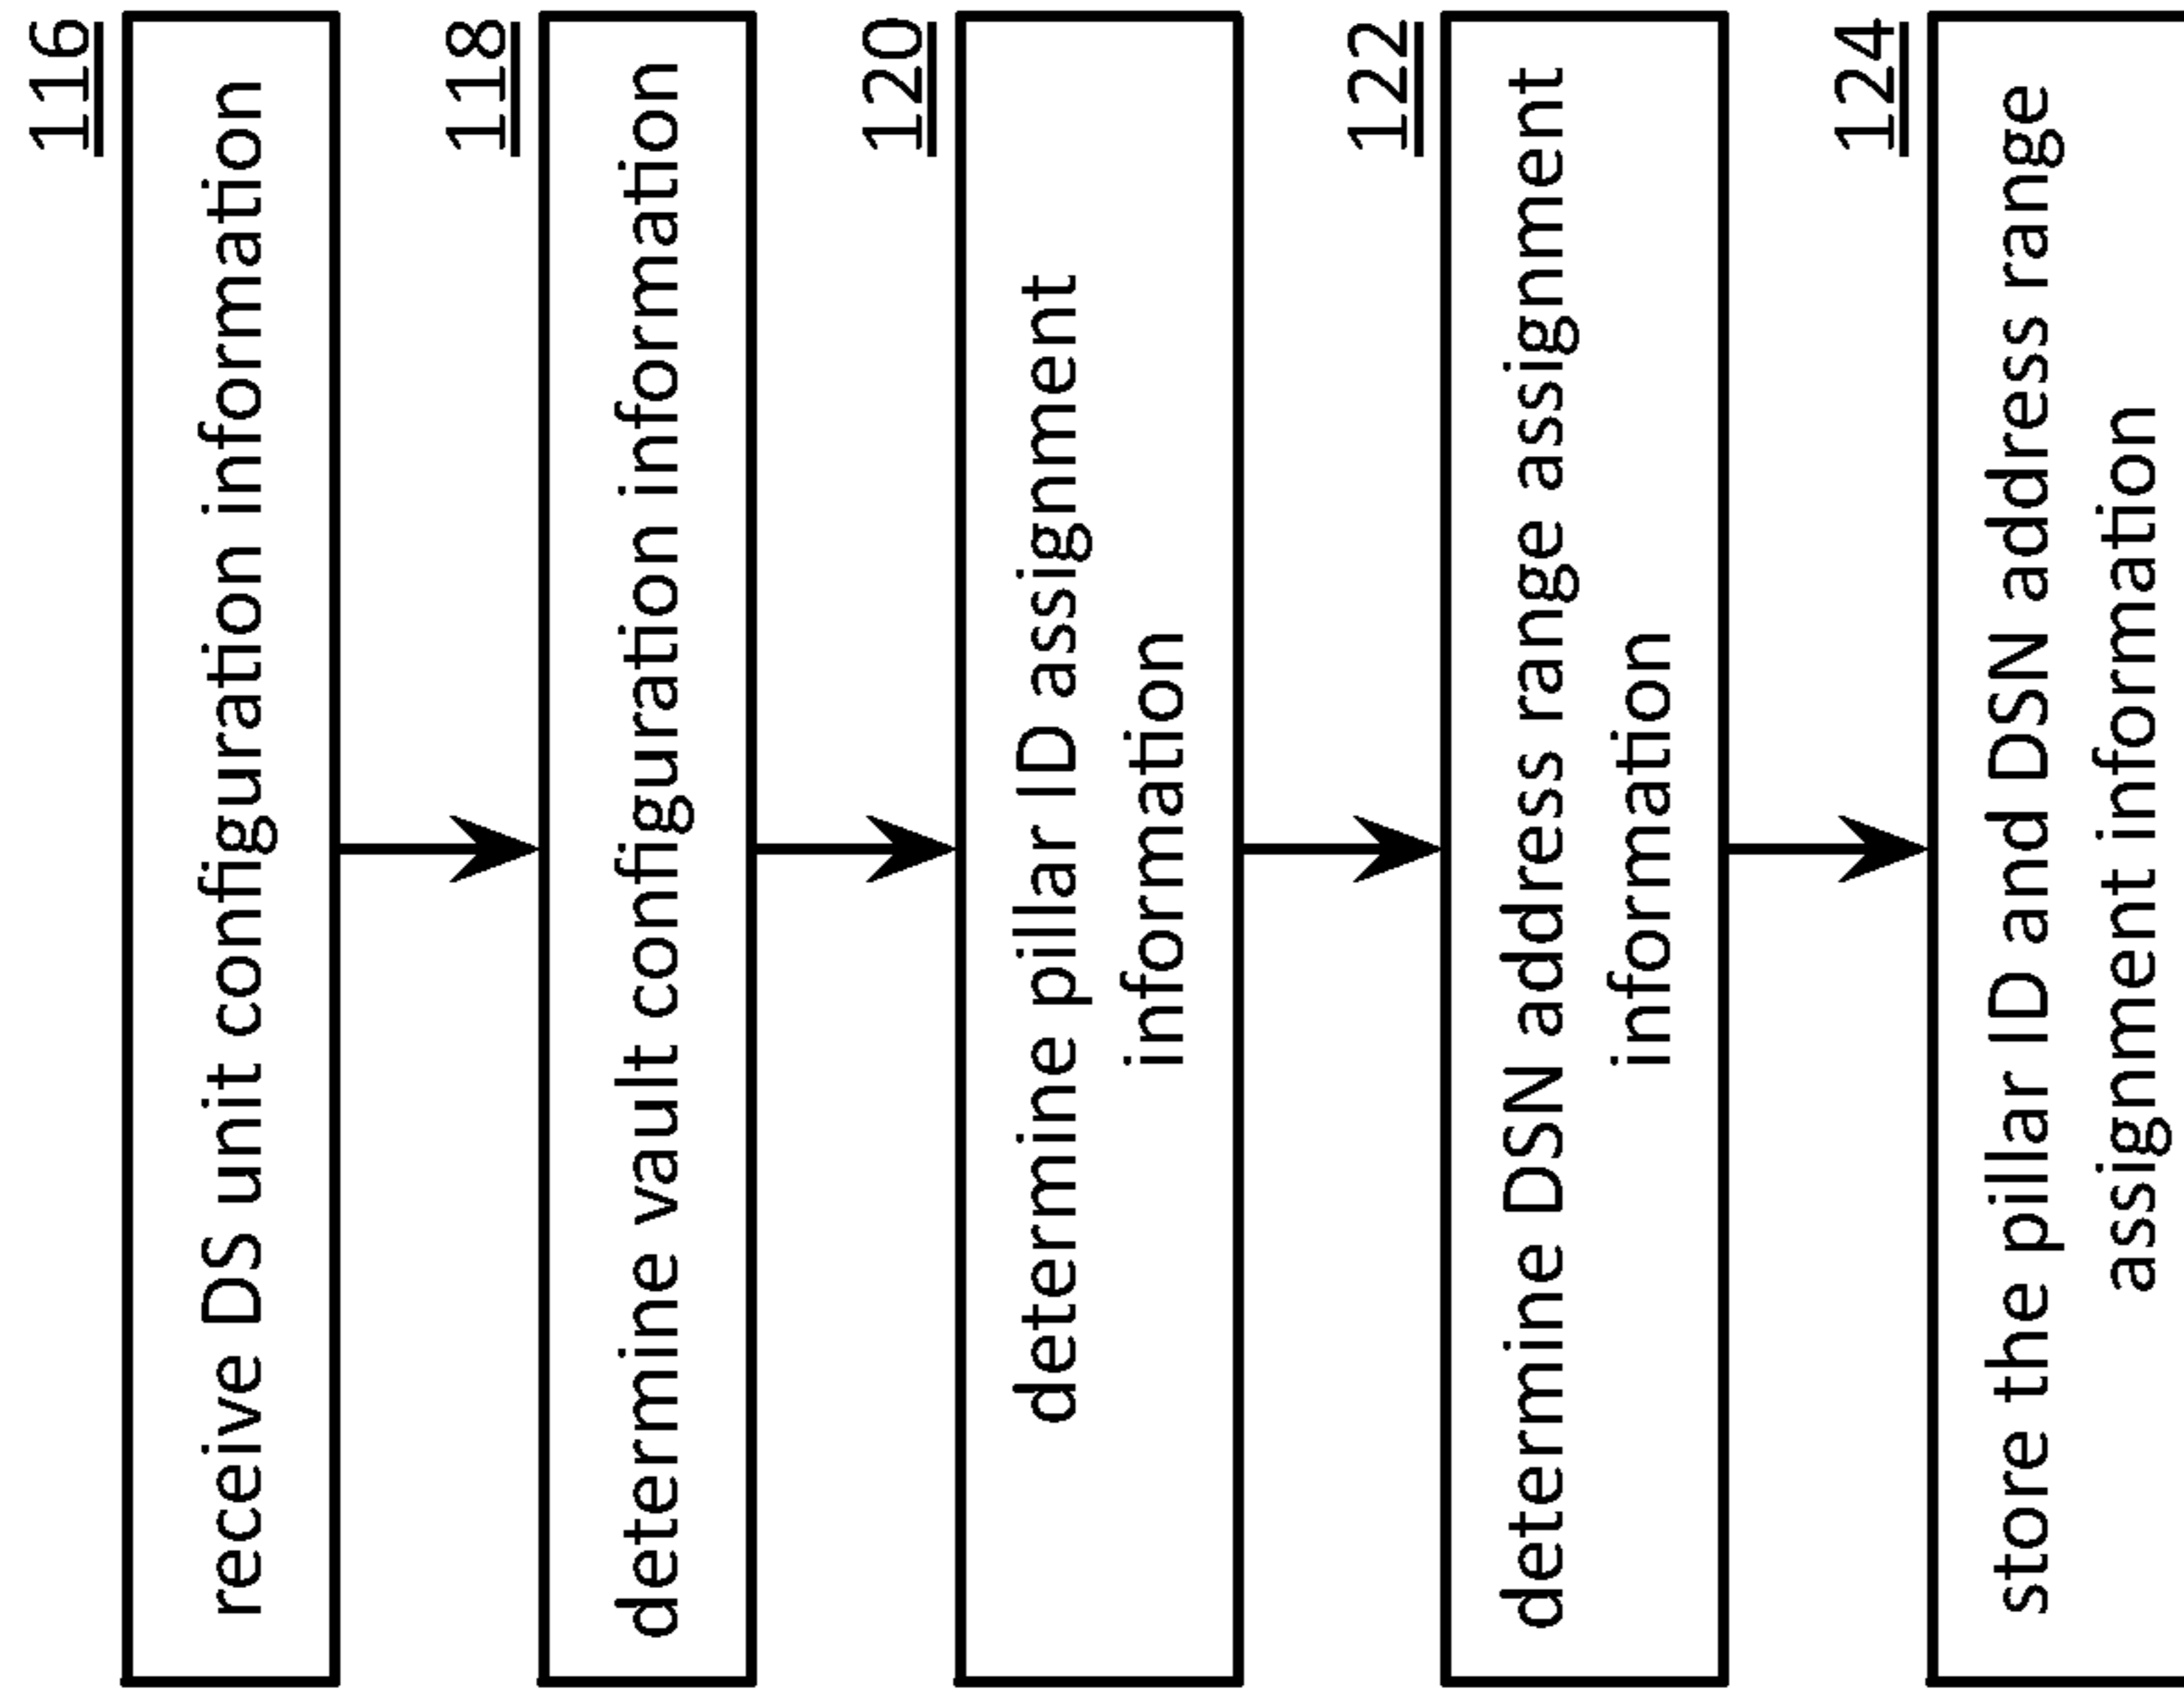 116
receive DS unit configuration information
118
determine vault configuration information
120
determine pillar ID assignment
information
122
determine DSN address range assignment
information
124
store the pillar ID and DSN address range
assignment information